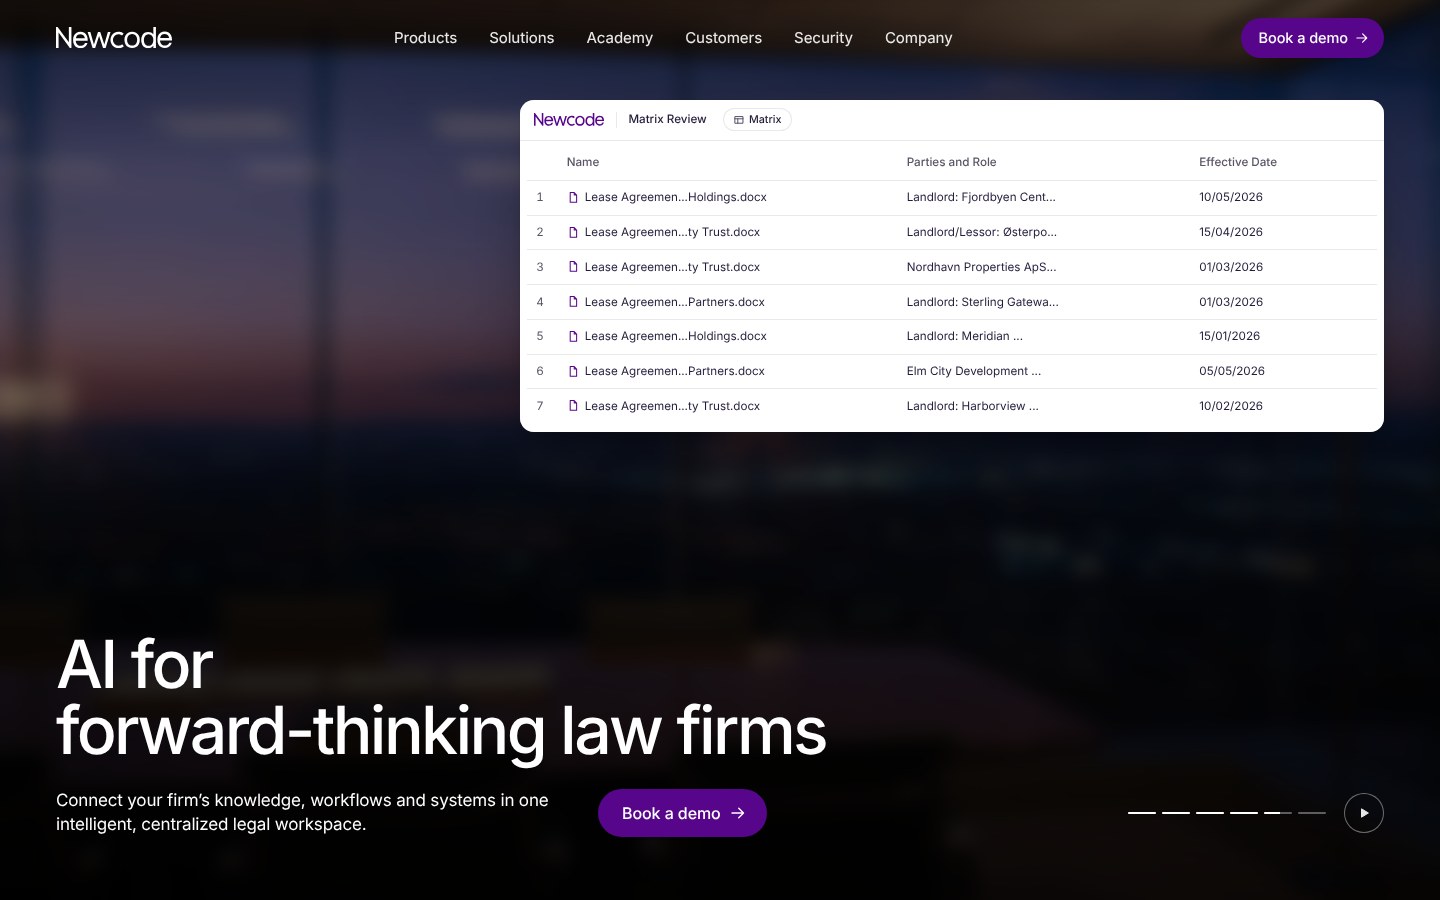 Newcode
Products Solutions Academy Customers Security Company
Book a demo →
Newcode Matrix Review Matrix
Name Parties and Role Effective Date
1 Lease Agreemen...Holdings.docx Landlord: Fjordbyen Cent... 10/05/2026
2 Lease Agreemen...ty Trust.docx Landlord/Lessor: Østerpo... 15/04/2026
3 Lease Agreemen...ty Trust.docx Nordhavn Properties ApS... 01/03/2026
4 Lease Agreemen...Partners.docx Landlord: Sterling Gatewa... 01/03/2026
5 Lease Agreemen...Holdings.docx Landlord: Meridian ... 15/01/2026
6 Lease Agreemen...Partners.docx Elm City Development ... 05/05/2026
7 Lease Agreemen...ty Trust.docx Landlord: Harborview ... 10/02/2026
AI for
forward-thinking law firms
Connect your firm’s knowledge, workflows and systems in one
intelligent, centralized legal workspace.
Book a demo →